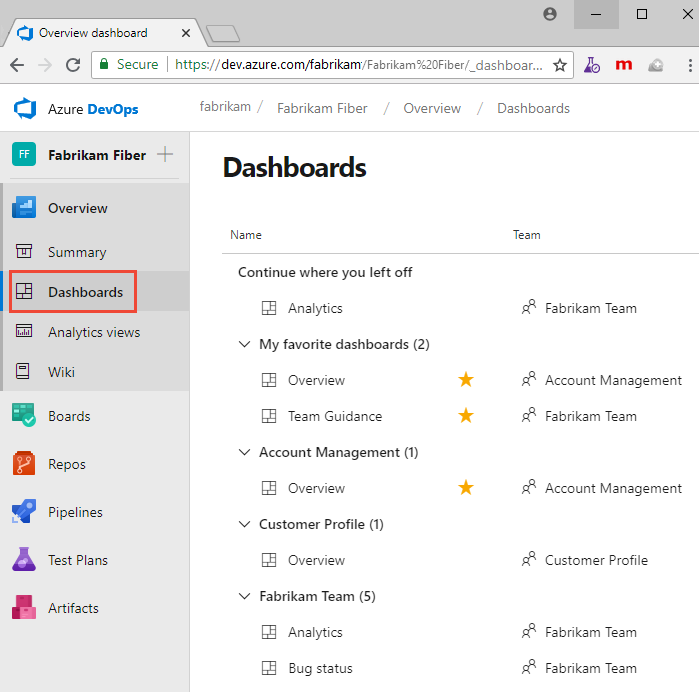 Overview dashboard
Secure https://dev.azure.com/fabrikam/Fabrikam%20Fiber/_dashboar... m
Azure DevOps fabrikam / Fabrikam Fiber / Overview / Dashboards
FF Fabrikam Fiber
Overview
Summary
Dashboards
Analytics views
Wiki
Boards
Repos
Pipelines
Test Plans
Artifacts
Dashboards
Name Team
Continue where you left off
Analytics Fabrikam Team
My favorite dashboards (2)
Overview Account Management
Team Guidance Fabrikam Team
Account Management (1)
Overview Account Management
Customer Profile (1)
Overview Customer Profile
Fabrikam Team (5)
Analytics Fabrikam Team
Bug status Fabrikam Team